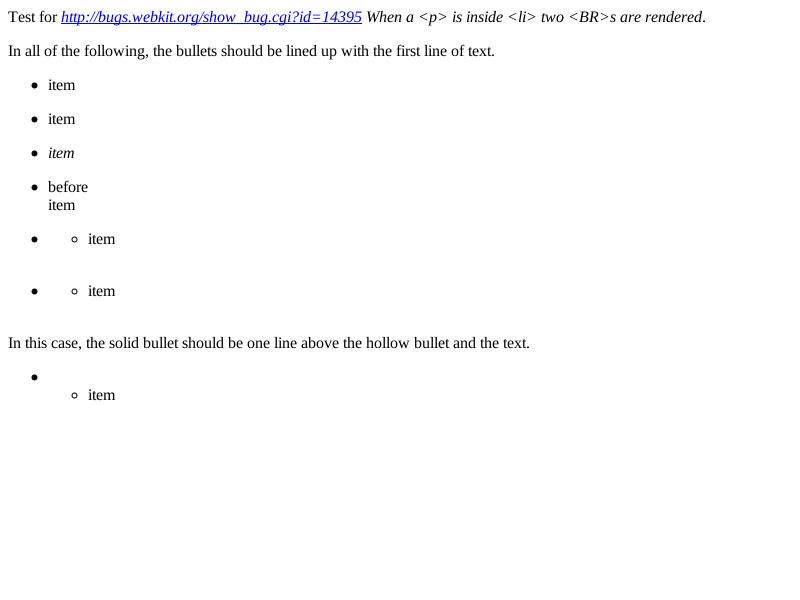 Test for http://bugs.webkit.org/show_bug.cgi?id=14395 When a <p> is inside <li> two <BR>s are rendered.
In all of the following, the bullets should be lined up with the first line of text.
• item
• item
• item
• before
item
• ◦ item
• ◦ item
In this case, the solid bullet should be one line above the hollow bullet and the text.
•
◦ item